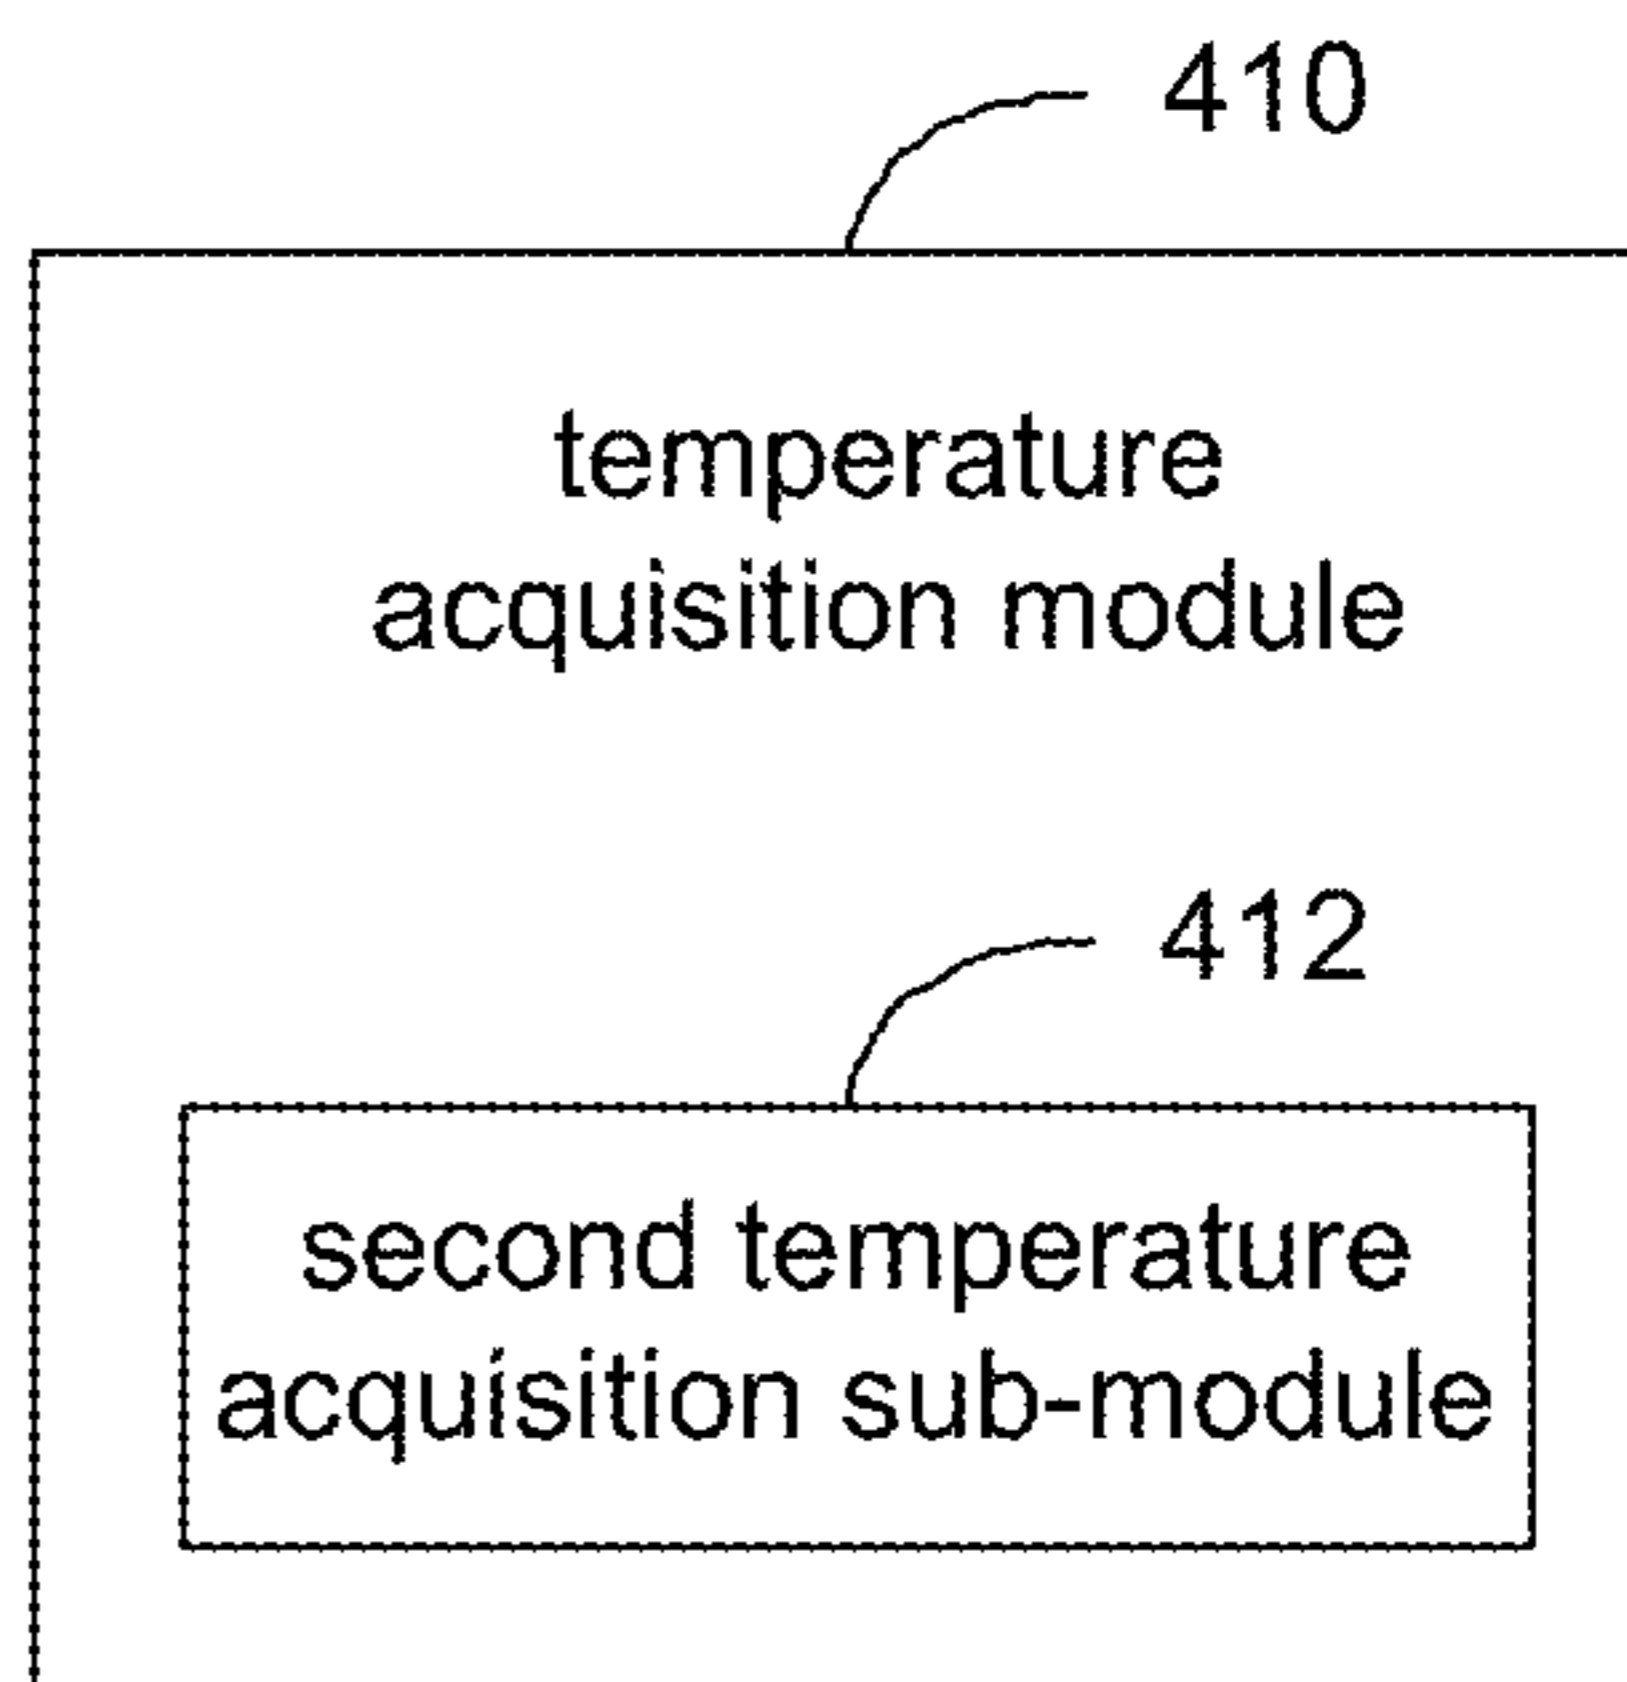 410
temperature
acquisition module
412
second temperature
acquisition sub-module